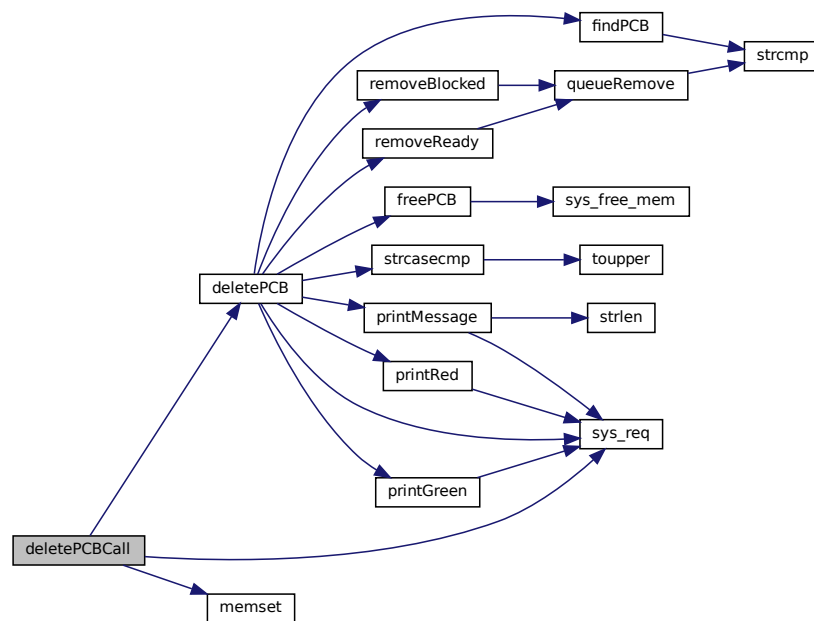 findPCB
strcmp
removeBlocked
queueRemove
removeReady
freePCB
sys_free_mem
strcasecmp
toupper
deletePCB
printMessage
strlen
printRed
sys_req
printGreen
deletePCBCall
memset